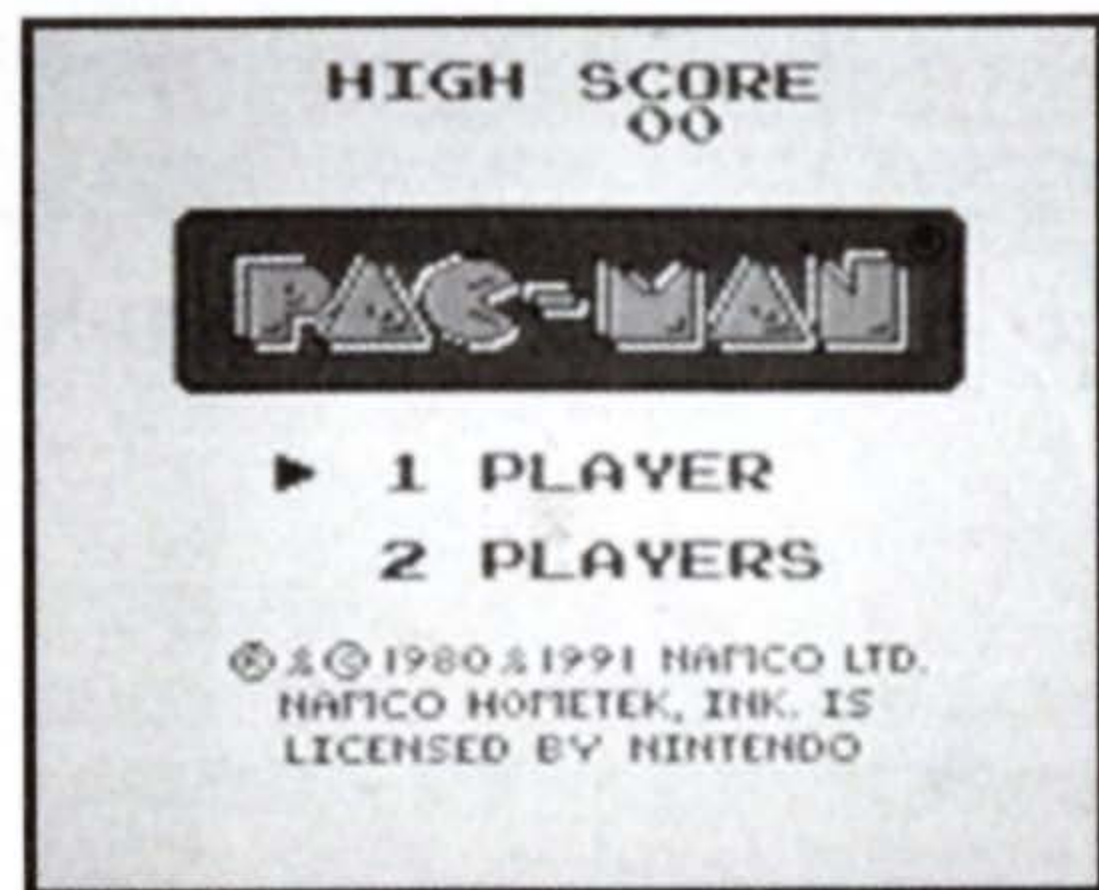 HIGH SCORE
00
PAC-MAN
▶ 1 PLAYER
2 PLAYERS
® & © 1980 & 1991 NAMCO LTD.
NAMCO HOMETEK, INK. IS
LICENSED BY NINTENDO